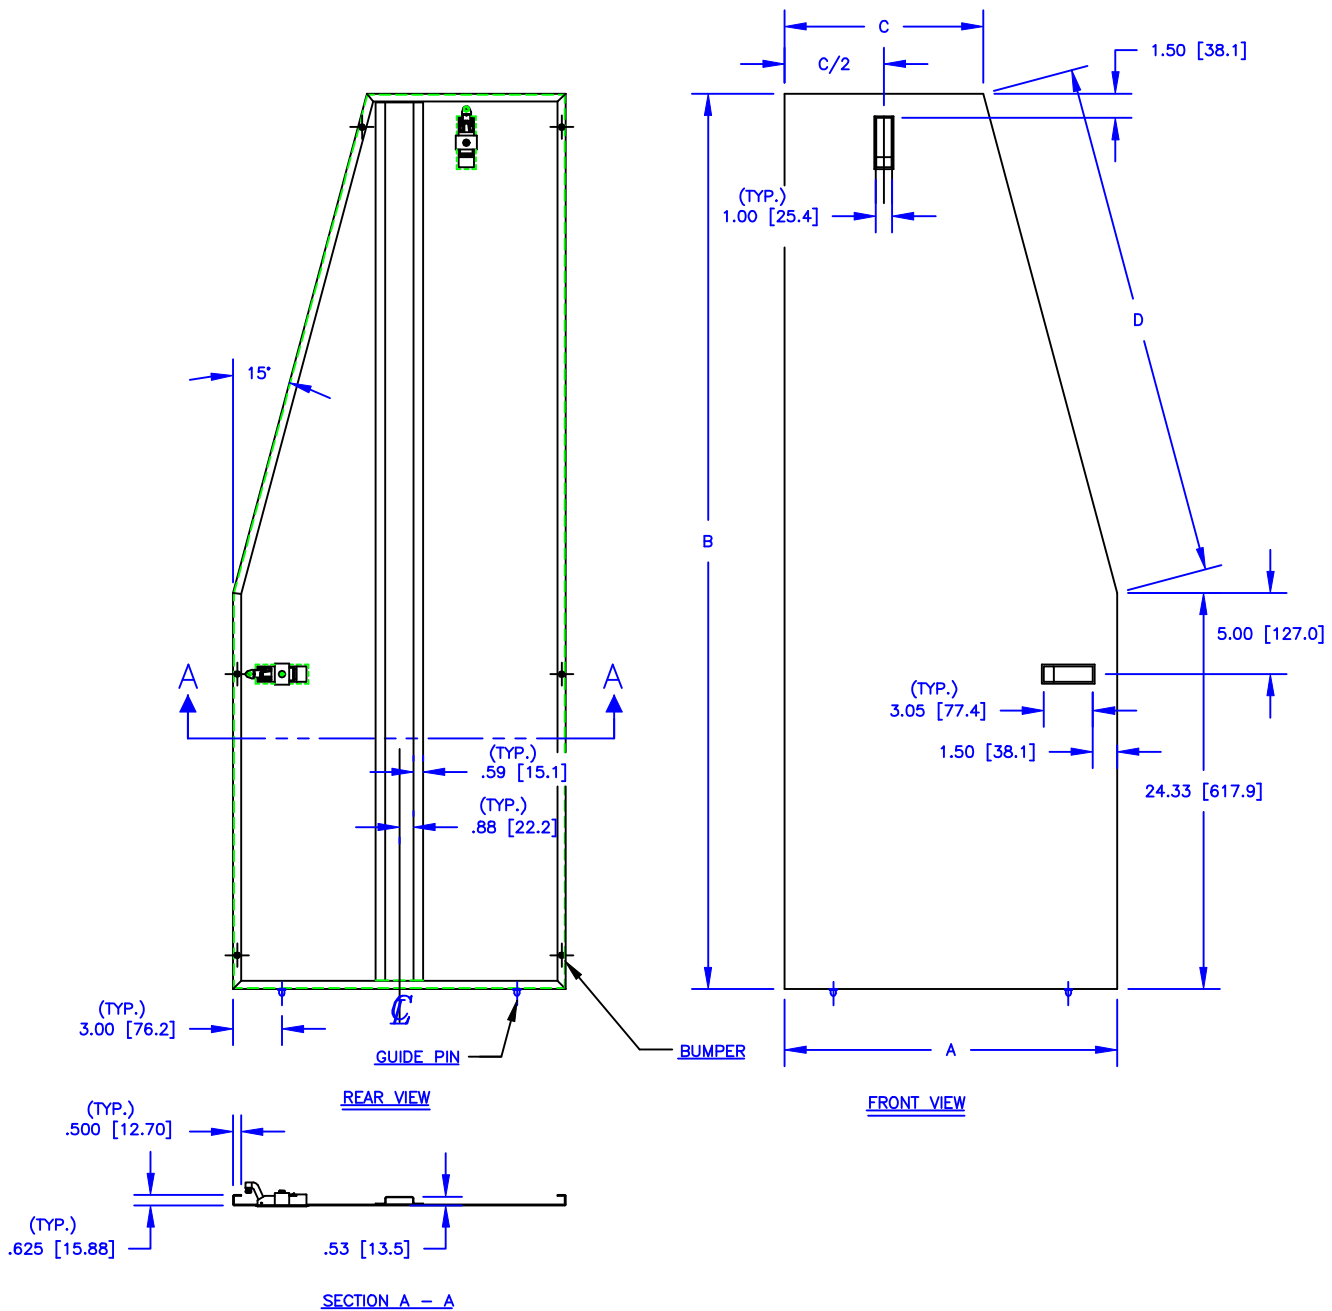 C
C/2
1.50 [38.1]
(TYP.)
1.00 [25.4]
D
15°
B
5.00 [127.0]
A
A
(TYP.)
3.05 [77.4]
(TYP.)
.59 [15.1]
1.50 [38.1]
24.33 [617.9]
(TYP.)
.88 [22.2]
(TYP.)
3.00 [76.2]
CL
GUIDE PIN
BUMPER
A
REAR VIEW
FRONT VIEW
(TYP.)
.500 [12.70]
(TYP.)
.625 [15.88]
.53 [13.5]
SECTION A – A